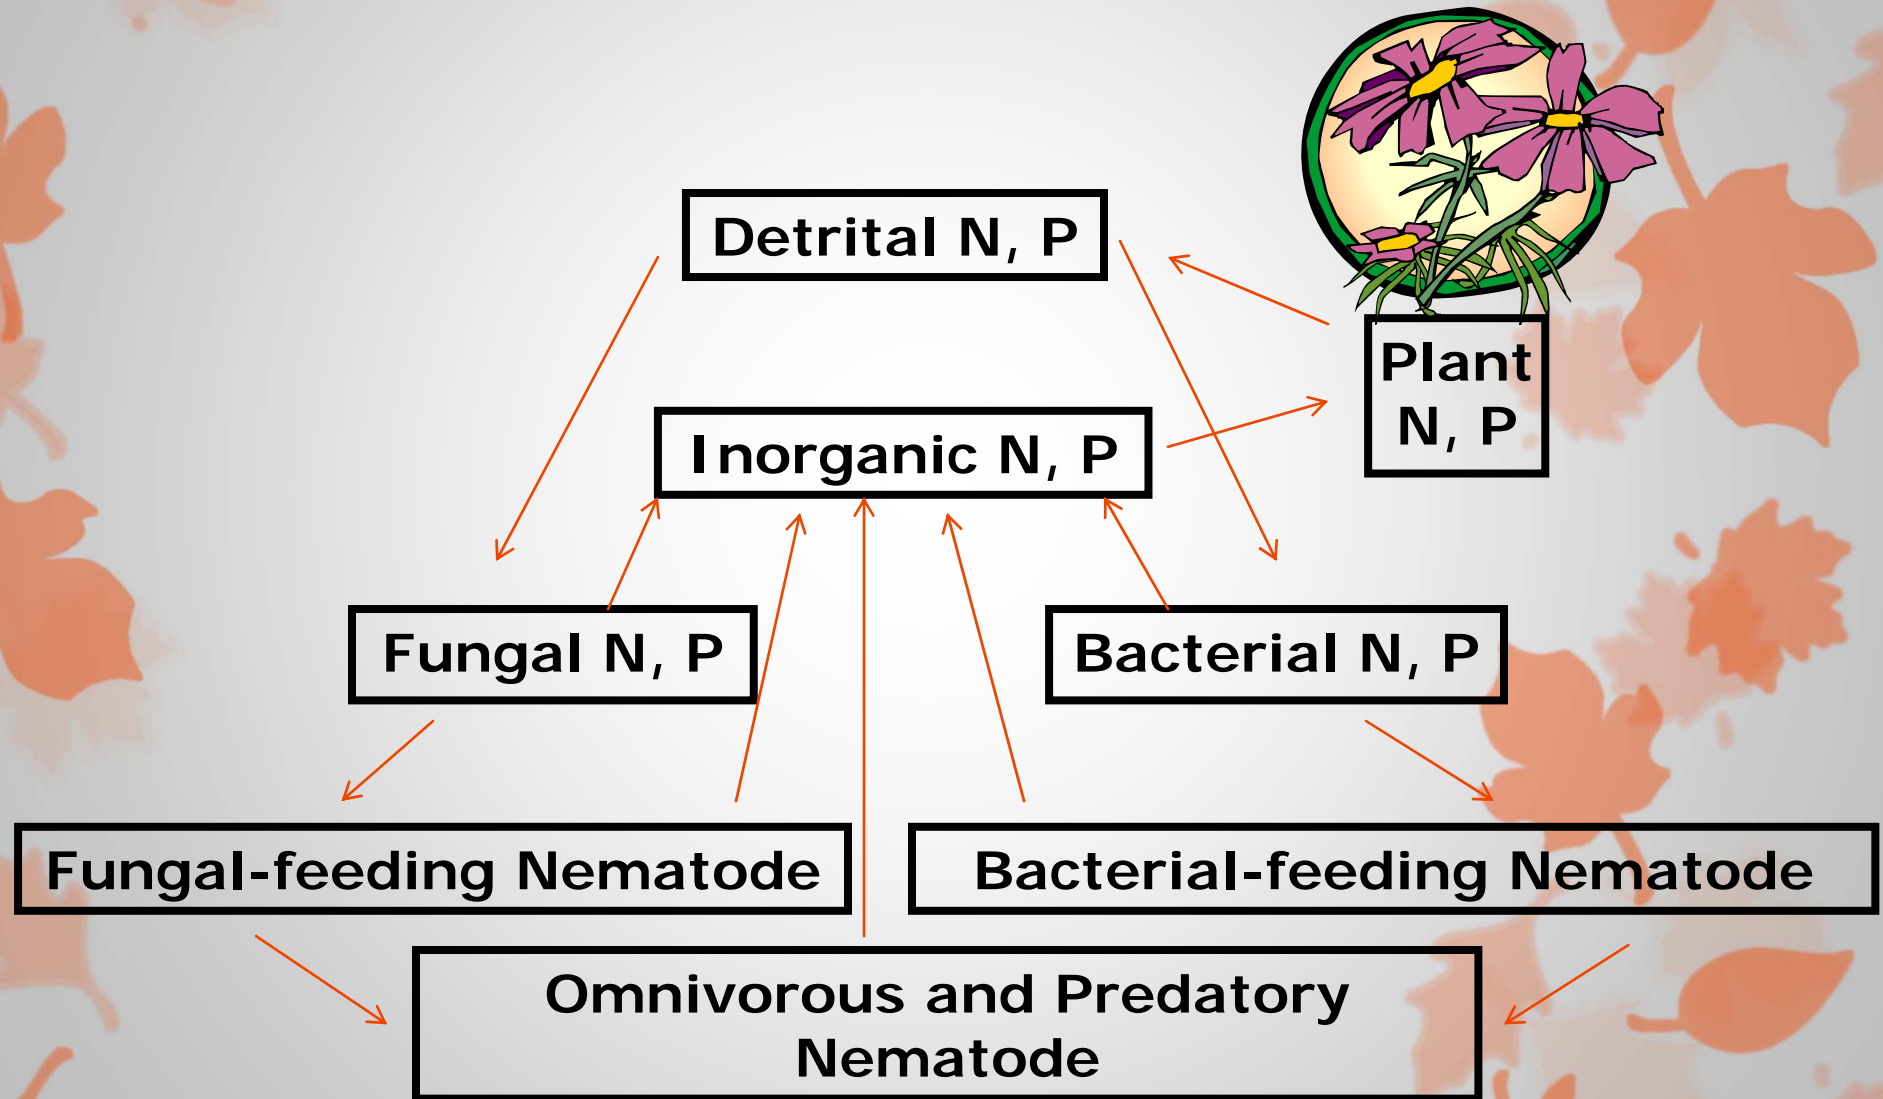 Detrital N, P
Plant
N, P
Inorganic N, P
Fungal N, P
Bacterial N, P
Fungal-feeding Nematode
Bacterial-feeding Nematode
Omnivorous and Predatory
Nematode